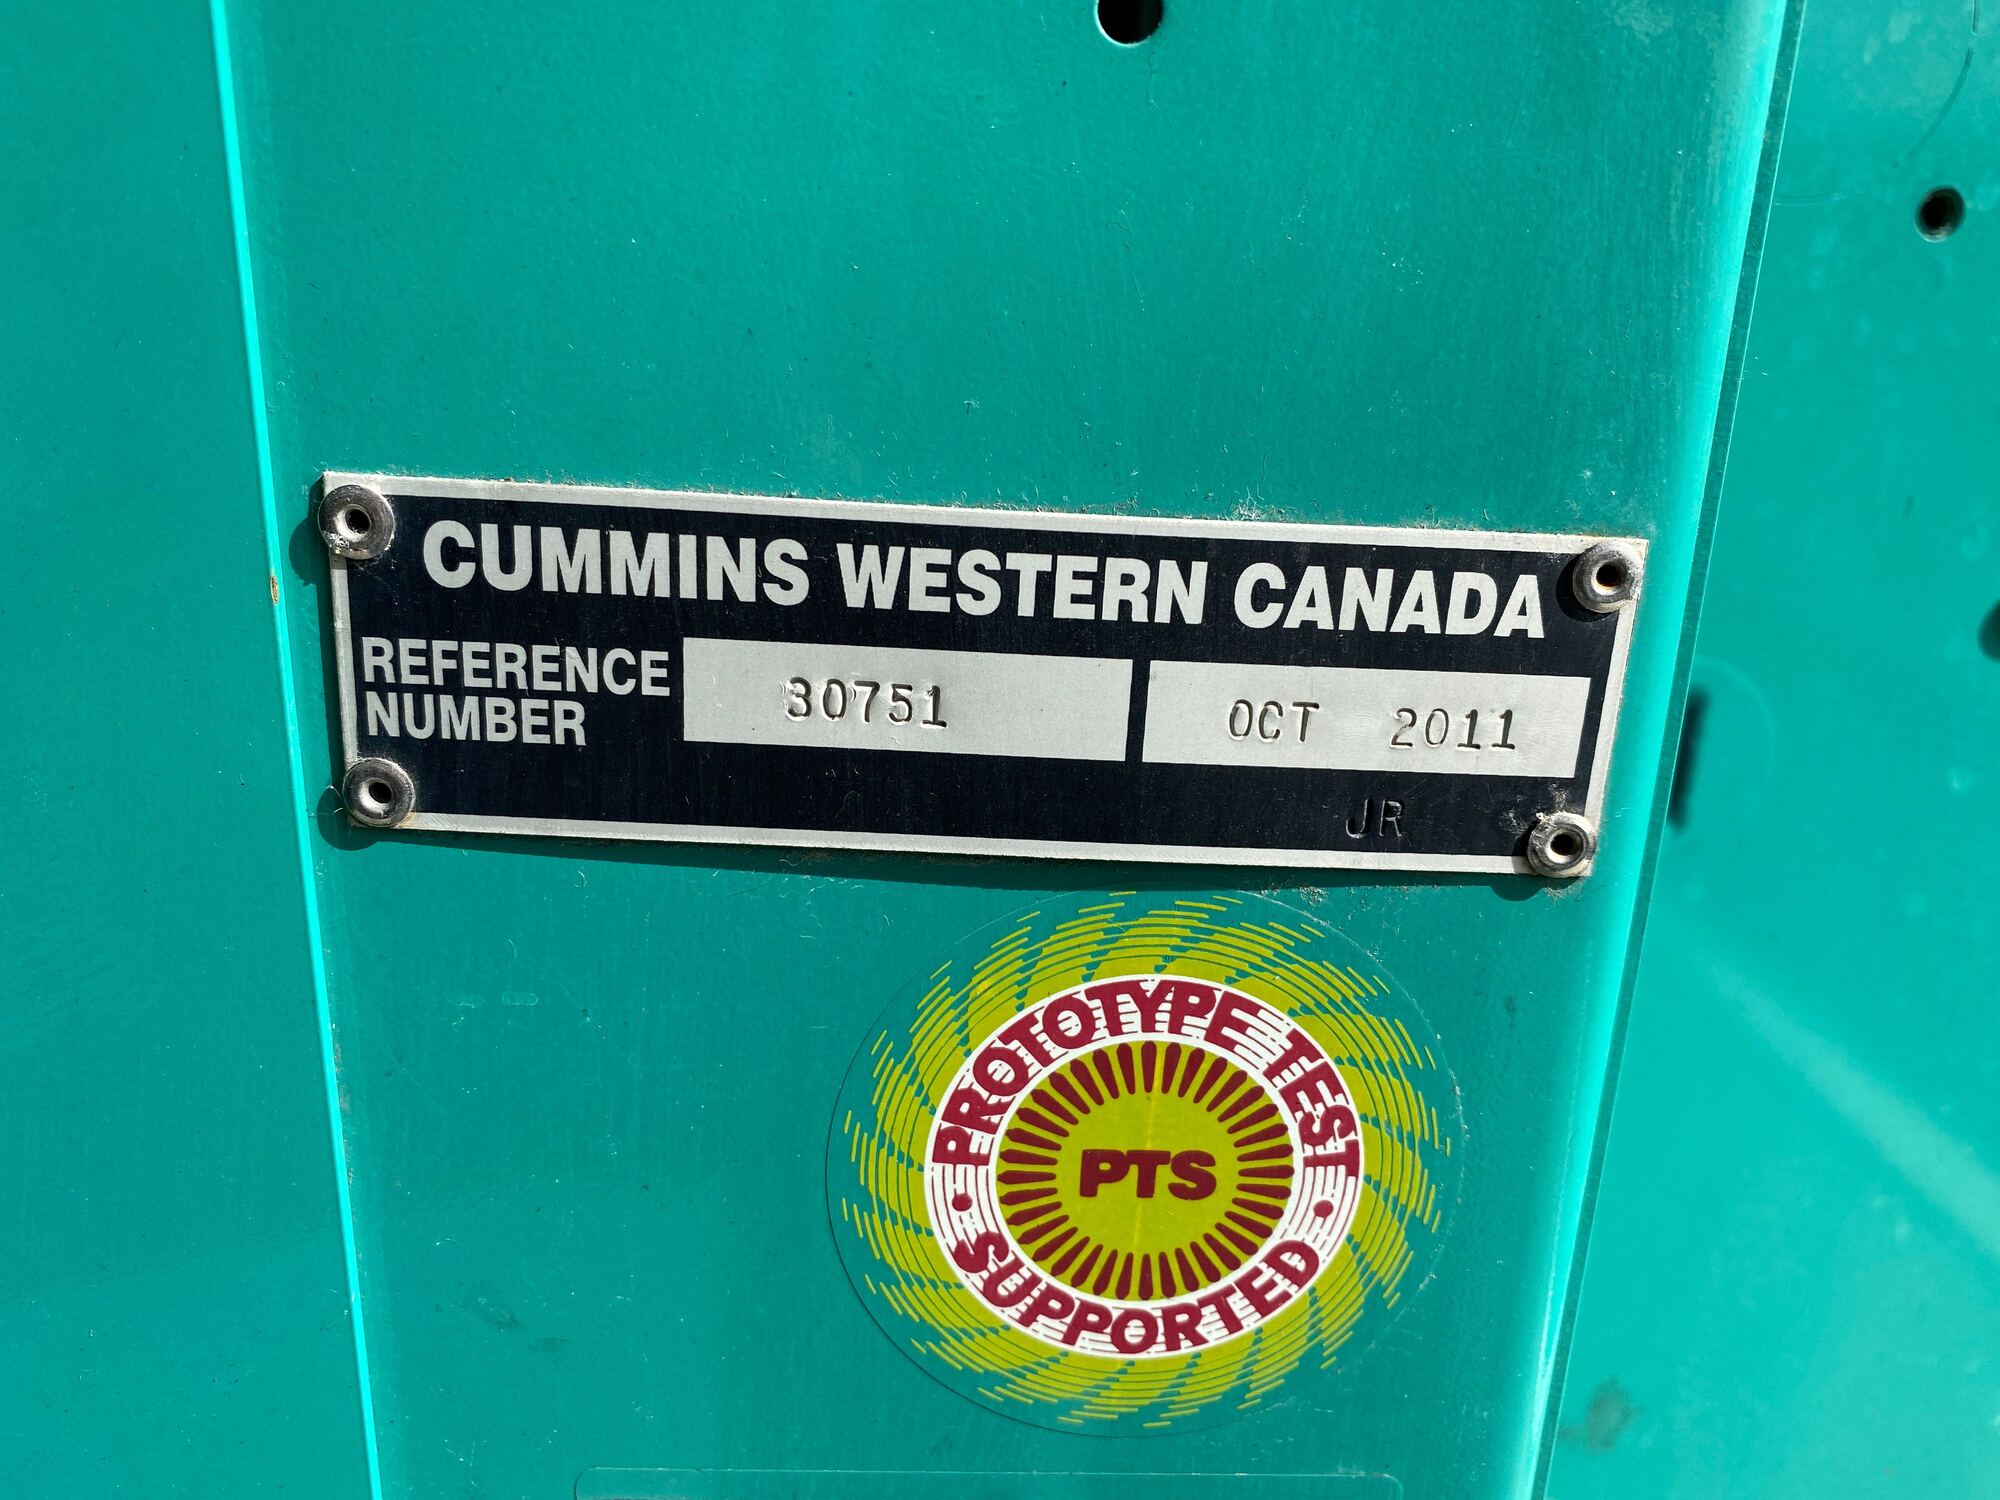 CUMMINS WESTERN CANADA
REFERENCE
NUMBER
30751
OCT 2011
JR
PROTOTYPE TEST
PTS
SUPPORTED